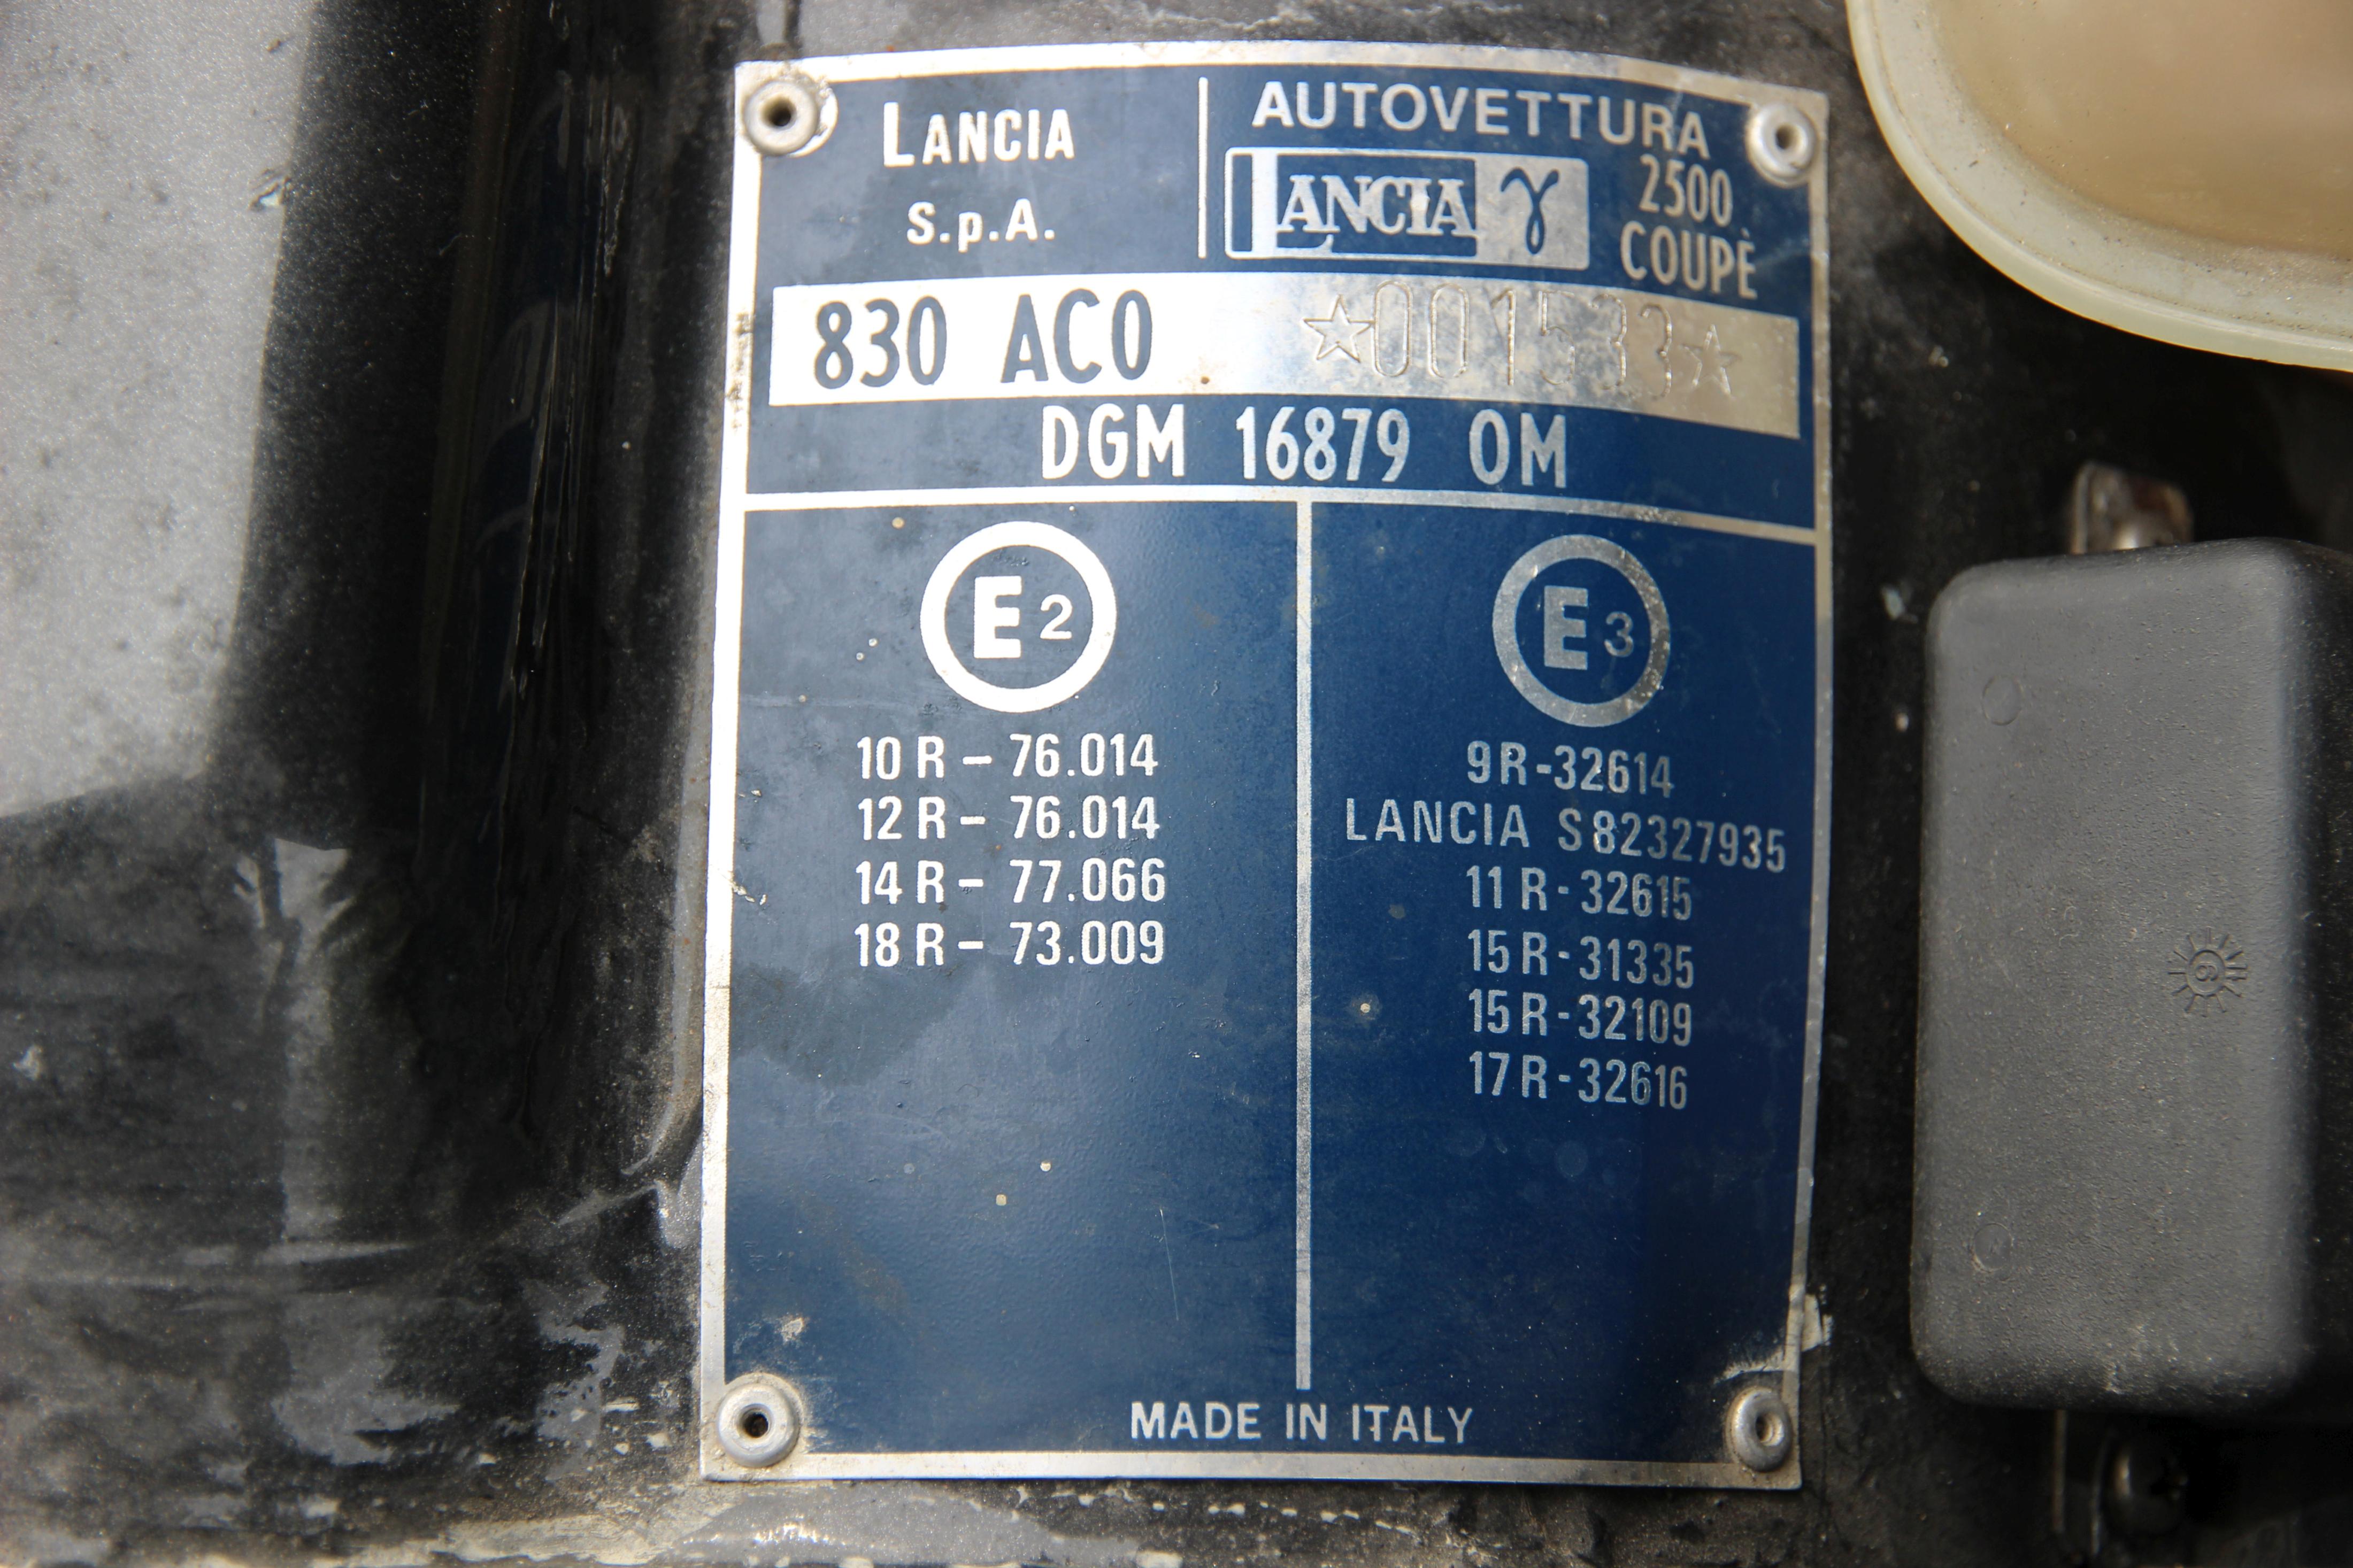 LANCIA
S.p.A.
AUTOVETTURA
LANCIA γ
2500
COUPÈ
830 AC0 ☆001533☆
DGM 16879 OM
E2
10 R – 76.014
12 R – 76.014
14 R – 77.066
18 R – 73.009
E3
9R-32614
LANCIA S82327935
11 R-32615
15 R-31335
15 R-32109
17 R-32616
MADE IN ITALY